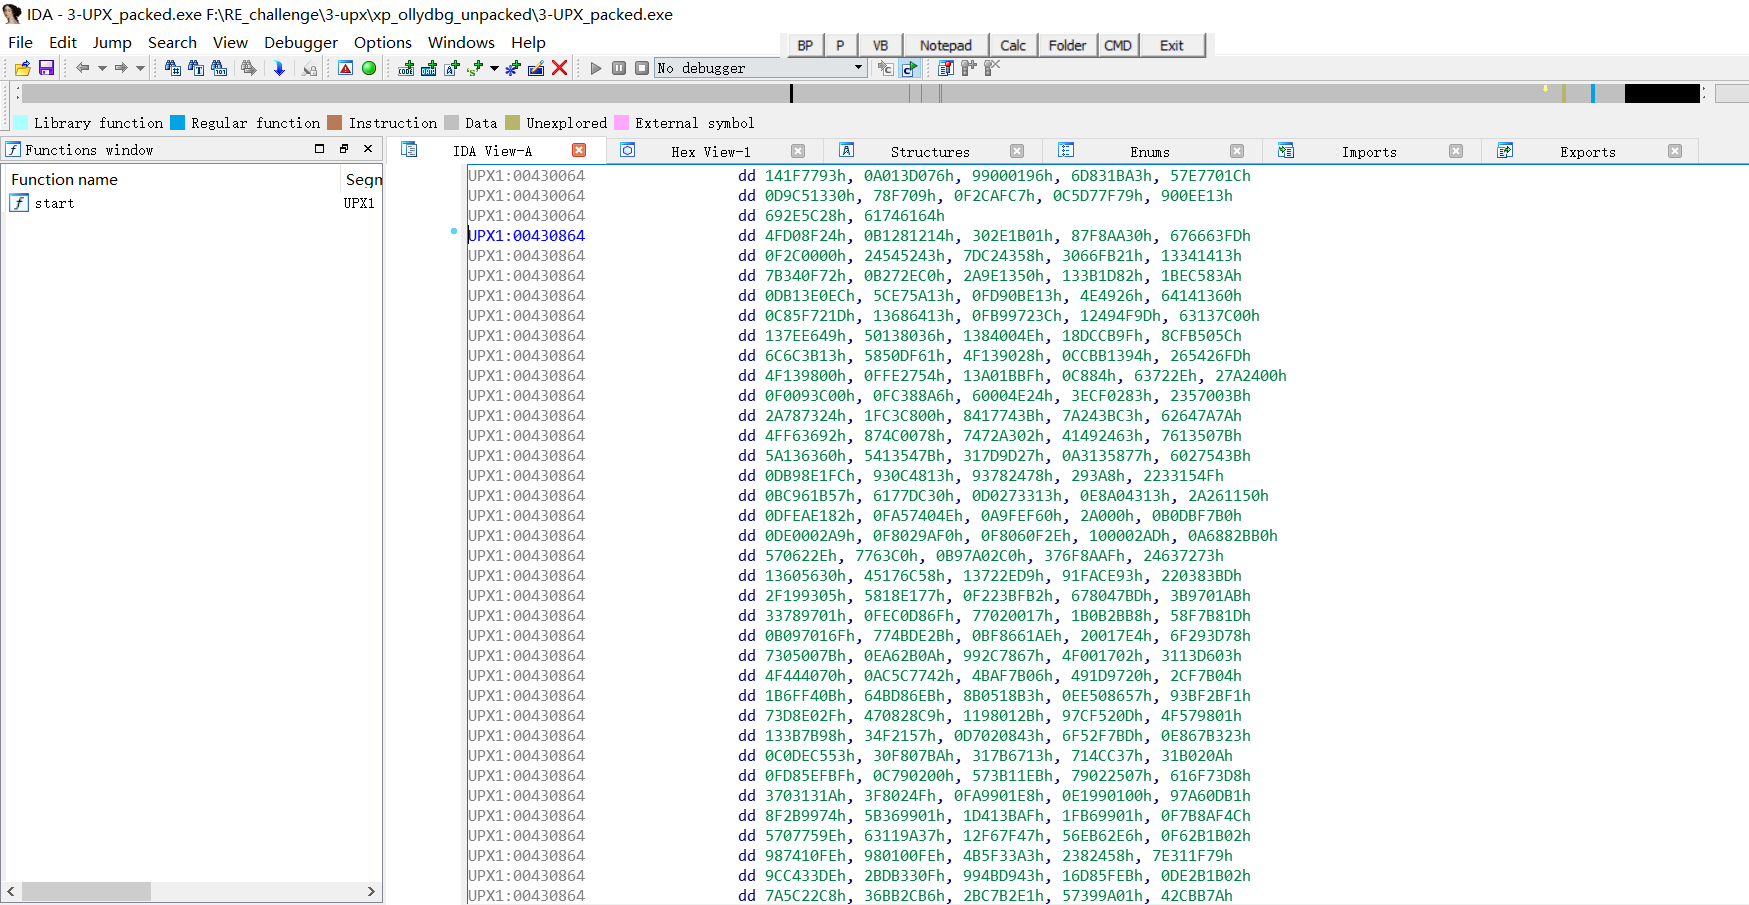 IDA - 3-UPX_packed.exe F:\RE_challenge\3-upx\xp_ollydbg_unpacked\3-UPX_packed.exe
File Edit Jump Search View Debugger Options Windows Help
BP P VB Notepad Calc Folder CMD Exit
No debugger
Library function Regular function Instruction Data Unexplored External symbol
Functions window
IDA View-A Hex View-1 Structures Enums Imports Exports
Function name Segn
start UPX1
UPX1:00430064 dd 141F7793h, 0A013D076h, 99000196h, 6D831BA3h, 57E7701Ch
UPX1:00430064 dd 0D9C51330h, 78F709h, 0F2CAFC7h, 0C5D77F79h, 900EE13h
UPX1:00430064 dd 692E5C28h, 61746164h
UPX1:00430864 dd 4FD08F24h, 0B1281214h, 302E1B01h, 87F8AA30h, 676663FDh
UPX1:00430864 dd 0F2C0000h, 24545243h, 7DC24358h, 3066FB21h, 13341413h
UPX1:00430864 dd 7B340F72h, 0B272EC0h, 2A9E1350h, 133B1D82h, 1BEC583Ah
UPX1:00430864 dd 0DB13E0ECh, 5CE75A13h, 0FD90BE13h, 4E4926h, 64141360h
UPX1:00430864 dd 0C85F721Dh, 13686413h, 0FB99723Ch, 12494F9Dh, 63137C00h
UPX1:00430864 dd 137EE649h, 50138036h, 1384004Eh, 18DCCB9Fh, 8CFB505Ch
UPX1:00430864 dd 6C6C3B13h, 5850DF61h, 4F139028h, 0CCBB1394h, 265426FDh
UPX1:00430864 dd 4F139800h, 0FFE2754h, 13A01BBFh, 0C884h, 63722Eh, 27A2400h
UPX1:00430864 dd 0F0093C00h, 0FC388A6h, 60004E24h, 3ECF0283h, 2357003Bh
UPX1:00430864 dd 2A787324h, 1FC3C800h, 8417743Bh, 7A243BC3h, 62647A7Ah
UPX1:00430864 dd 4FF63692h, 874C0078h, 7472A302h, 41492463h, 7613507Bh
UPX1:00430864 dd 5A136360h, 5413547Bh, 317D9D27h, 0A3135877h, 6027543Bh
UPX1:00430864 dd 0DB98E1FCh, 930C4813h, 93782478h, 293A8h, 2233154Fh
UPX1:00430864 dd 0BC961B57h, 6177DC30h, 0D0273313h, 0E8A04313h, 2A261150h
UPX1:00430864 dd 0DFEAE182h, 0FA57404Eh, 0A9FEF60h, 2A000h, 0B0DBF7B0h
UPX1:00430864 dd 0DE0002A9h, 0F8029AF0h, 0F8060F2Eh, 100002ADh, 0A6882BB0h
UPX1:00430864 dd 570622Eh, 7763C0h, 0B97A02C0h, 376F8AAFh, 24637273h
UPX1:00430864 dd 13605630h, 45176C58h, 13722ED9h, 91FACE93h, 220383BDh
UPX1:00430864 dd 2F199305h, 5818E177h, 0F223BFB2h, 678047BDh, 3B9701ABh
UPX1:00430864 dd 33789701h, 0FEC0D86Fh, 77020017h, 1B0B2BB8h, 58F7B81Dh
UPX1:00430864 dd 0B097016Fh, 774BDE2Bh, 0BF8661AEh, 20017E4h, 6F293D78h
UPX1:00430864 dd 7305007Bh, 0EA62B0Ah, 992C7867h, 4F001702h, 3113D603h
UPX1:00430864 dd 4F444070h, 0AC5C7742h, 4BAF7B06h, 491D9720h, 2CF7B04h
UPX1:00430864 dd 1B6FF40Bh, 64BD86EBh, 8B0518B3h, 0EE508657h, 93BF2BF1h
UPX1:00430864 dd 73D8E02Fh, 470828C9h, 1198012Bh, 97CF520Dh, 4F579801h
UPX1:00430864 dd 133B7B98h, 34F2157h, 0D7020843h, 6F52F7BDh, 0E867B323h
UPX1:00430864 dd 0C0DEC553h, 30F807BAh, 317B6713h, 714CC37h, 31B020Ah
UPX1:00430864 dd 0FD85EFBFh, 0C790200h, 573B11EBh, 79022507h, 616F73D8h
UPX1:00430864 dd 3703131Ah, 3F8024Fh, 0FA9901E8h, 0E1990100h, 97A60DB1h
UPX1:00430864 dd 8F2B9974h, 5B369901h, 1D413BAFh, 1FB69901h, 0F7B8AF4Ch
UPX1:00430864 dd 5707759Eh, 63119A37h, 12F67F47h, 56EB62E6h, 0F62B1B02h
UPX1:00430864 dd 987410FEh, 980100FEh, 4B5F33A3h, 2382458h, 7E311F79h
UPX1:00430864 dd 9CC433DEh, 2BDB330Fh, 994BD943h, 16D85FEBh, 0DE2B1B02h
UPX1:00430864 dd 7A5C22C8h, 36BB2CB6h, 2BC7B2E1h, 57399A01h, 42CBB7Ah